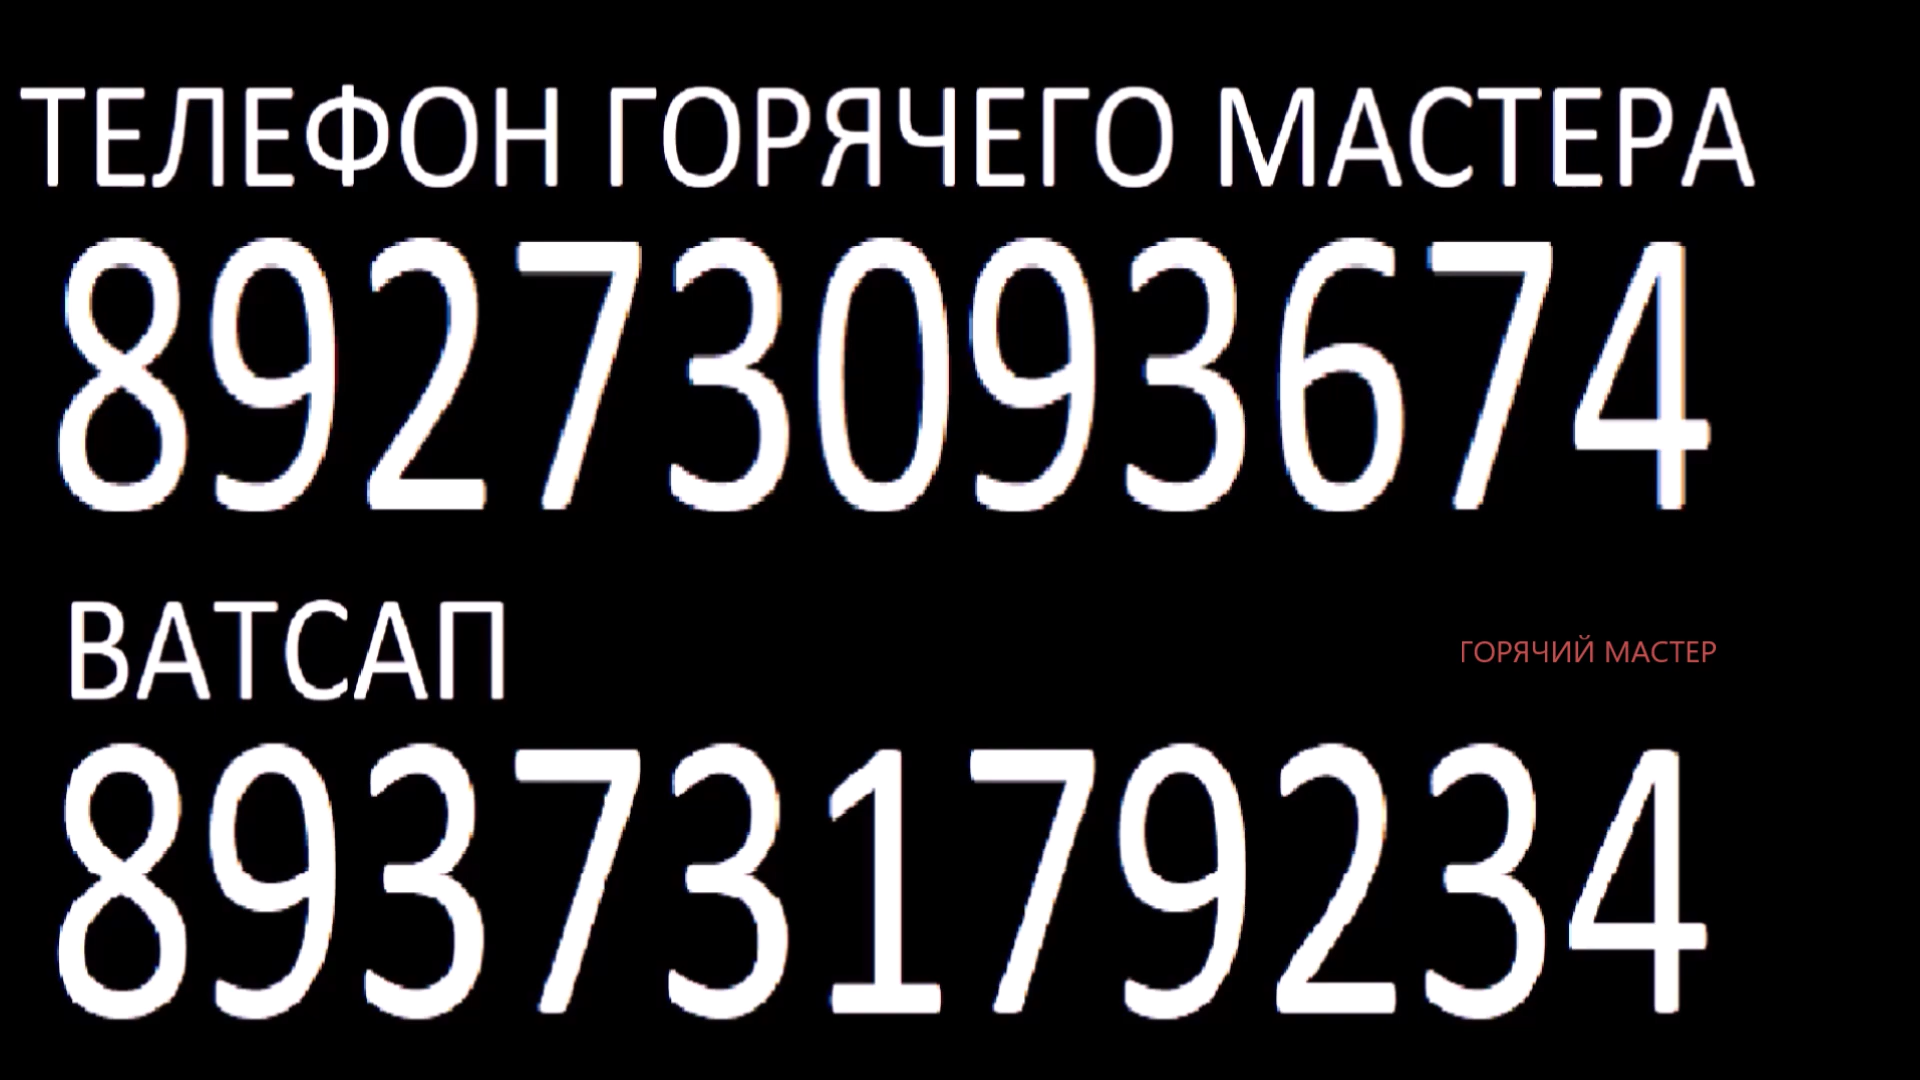 ТЕЛЕФОН ГОРЯЧЕГО МАСТЕРА
89273093674
ВАТСАП
ГОРЯЧИЙ МАСТЕР
89373179234